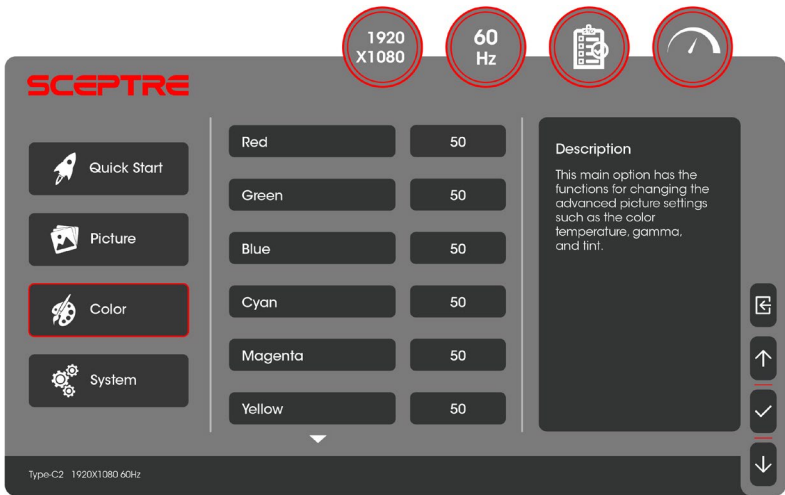 1920
X1080
60
Hz
SCEPTRE
Quick Start
Picture
Color
System
Red 50
Green 50
Blue 50
Cyan 50
Magenta 50
Yellow 50
Description
This main option has the
functions for changing the
advanced picture settings
such as the color
temperature, gamma,
and tint.
Type-C2 1920X1080 60Hz